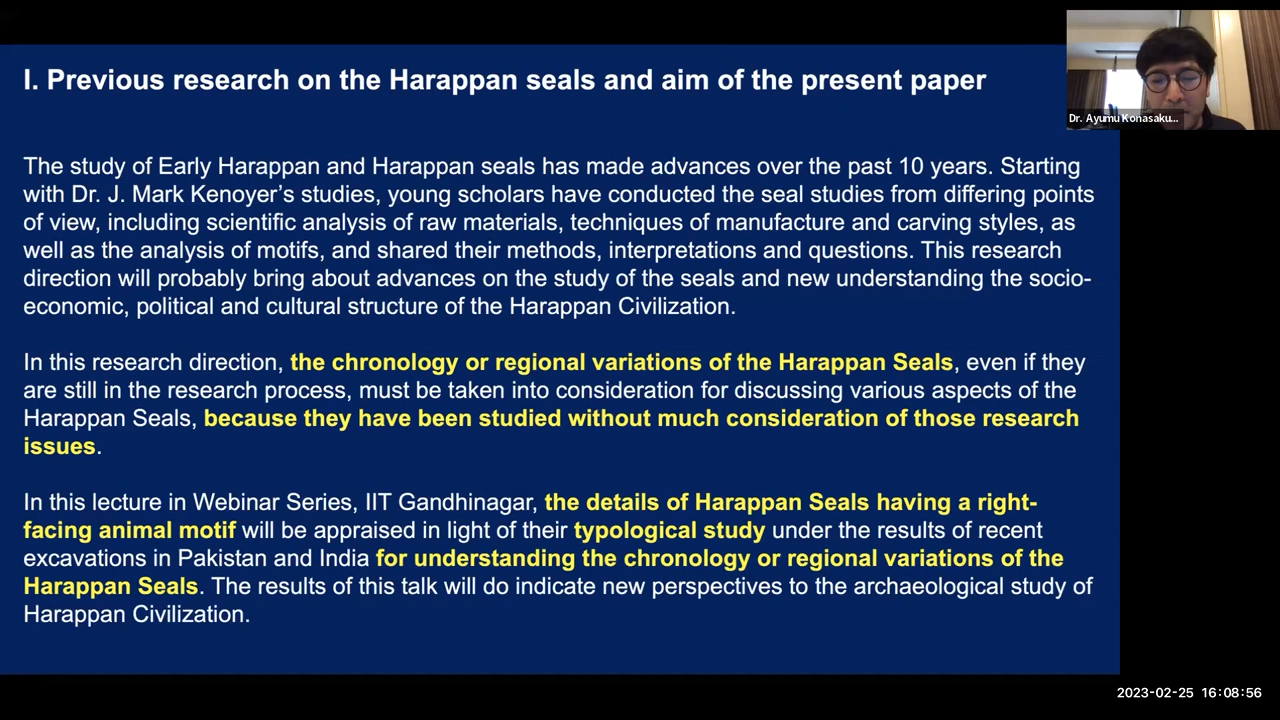 I. Previous research on the Harappan seals and aim of the present paper
Dr. Ayumu Konasaku...
The study of Early Harappan and Harappan seals has made advances over the past 10 years. Starting
with Dr. J. Mark Kenoyer's studies, young scholars have conducted the seal studies from differing points
of view, including scientific analysis of raw materials, techniques of manufacture and carving styles, as
well as the analysis of motifs, and shared their methods, interpretations and questions. This research
direction will probably bring about advances on the study of the seals and new understanding the socio-
economic, political and cultural structure of the Harappan Civilization.
In this research direction, the chronology or regional variations of the Harappan Seals, even if they
are still in the research process, must be taken into consideration for discussing various aspects of the
Harappan Seals, because they have been studied without much consideration of those research
issues.
In this lecture in Webinar Series, IIT Gandhinagar, the details of Harappan Seals having a right-
facing animal motif will be appraised in light of their typological study under the results of recent
excavations in Pakistan and India for understanding the chronology or regional variations of the
Harappan Seals. The results of this talk will do indicate new perspectives to the archaeological study of
Harappan Civilization.
2023-02-25 16:08:56